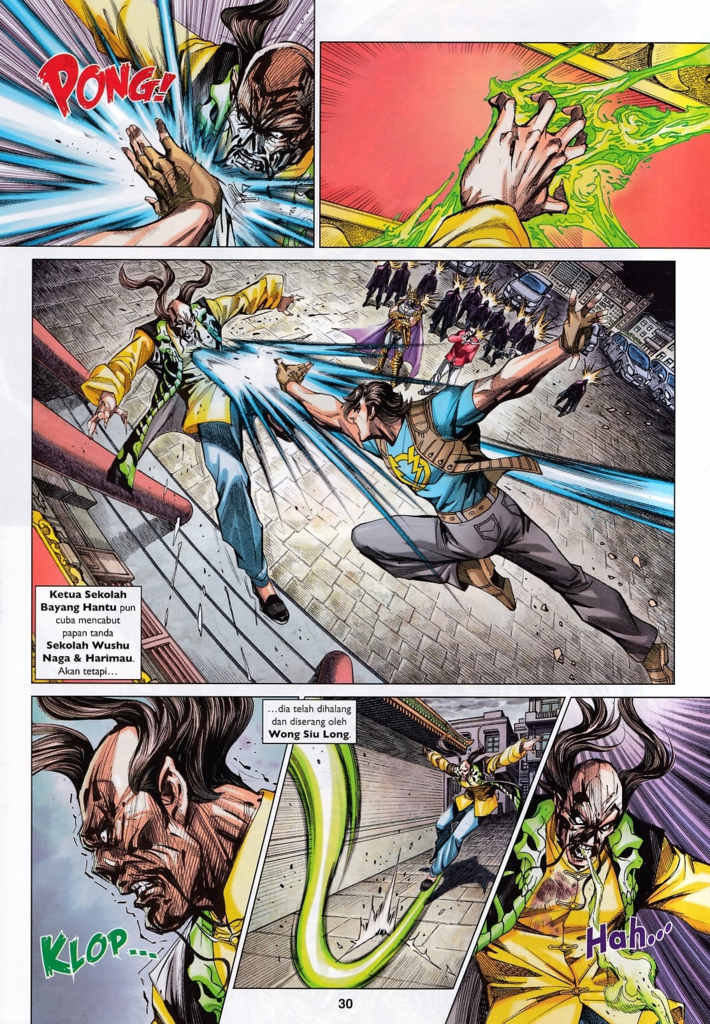 PONG!
Ketua Sekolah
Bayang Hantu pun
cuba mencabut
papan tanda
Sekolah Wushu
Naga & Harimau.
Akan tetapi…
…dia telah dihalang
dan diserang oleh
Wong Siu Long.
KLOP...
Hah...
30